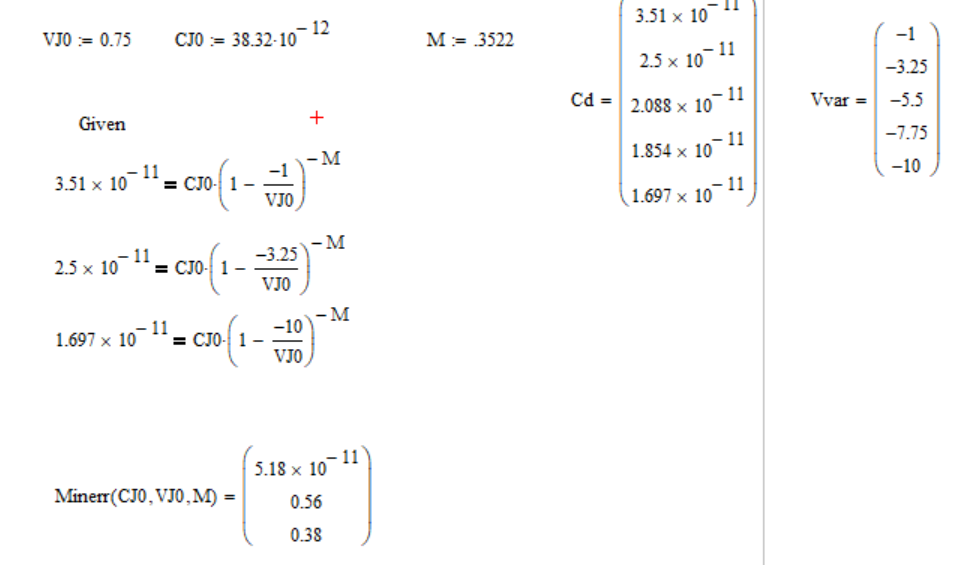 VJ0 := 0.75 CJ0 := 38.32·10^−12 M := .3522
Given
3.51 × 10^−11 = CJ0·(1 − −1/VJ0)^−M
2.5 × 10^−11 = CJ0·(1 − −3.25/VJ0)^−M
1.697 × 10^−11 = CJ0·(1 − −10/VJ0)^−M
Minerr(CJ0,VJ0,M) =
5.18 × 10^−11
0.56
0.38
Cd =
3.51 × 10^−11
2.5 × 10^−11
2.088 × 10^−11
1.854 × 10^−11
1.697 × 10^−11
Vvar =
−1
−3.25
−5.5
−7.75
−10